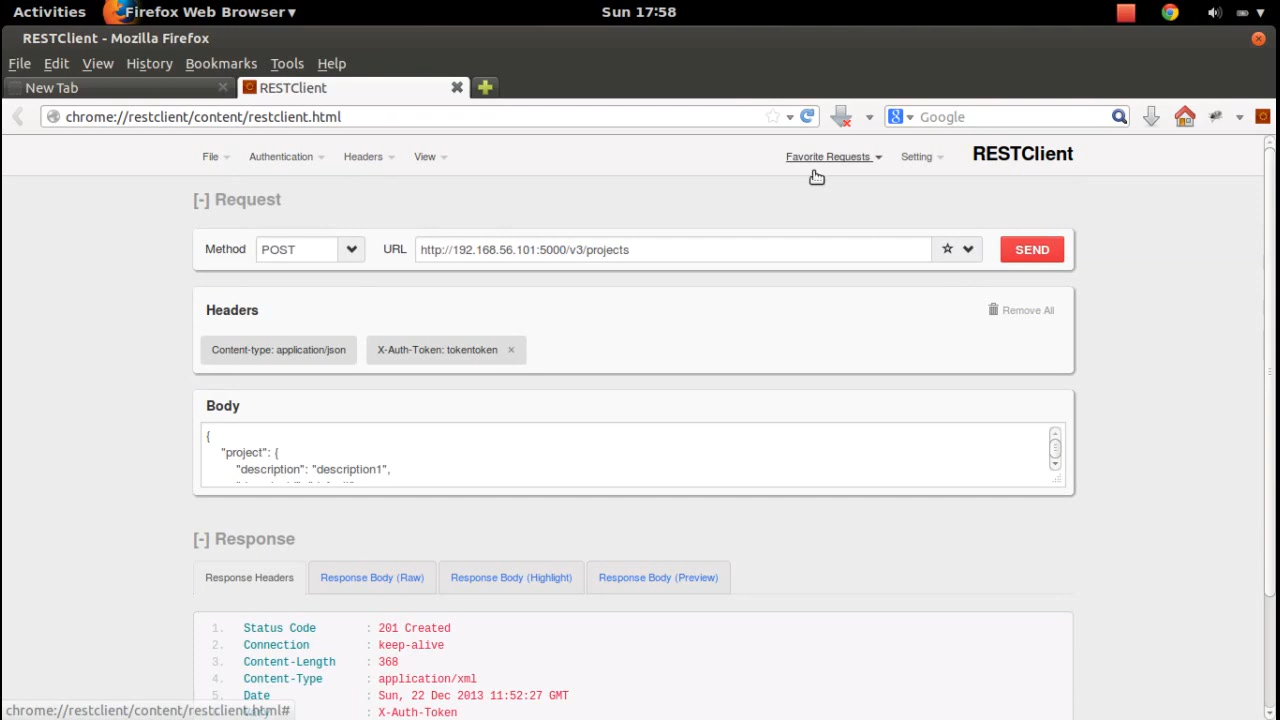 Activities Firefox Web Browser Sun 17:58
RESTClient - Mozilla Firefox
File Edit View History Bookmarks Tools Help
New Tab RESTClient
chrome://restclient/content/restclient.html Google
File Authentication Headers View Favorite Requests Setting RESTClient
[-] Request
Method POST URL http://192.168.56.101:5000/v3/projects SEND
Headers Remove All
Content-type: application/json X-Auth-Token: tokentoken
Body
{
"project": {
"description": "description1",
[-] Response
Response Headers Response Body (Raw) Response Body (Highlight) Response Body (Preview)
1. Status Code : 201 Created
2. Connection : keep-alive
3. Content-Length : 368
4. Content-Type : application/xml
5. Date : Sun, 22 Dec 2013 11:52:27 GMT
: X-Auth-Token
chrome://restclient/content/restclient.html#